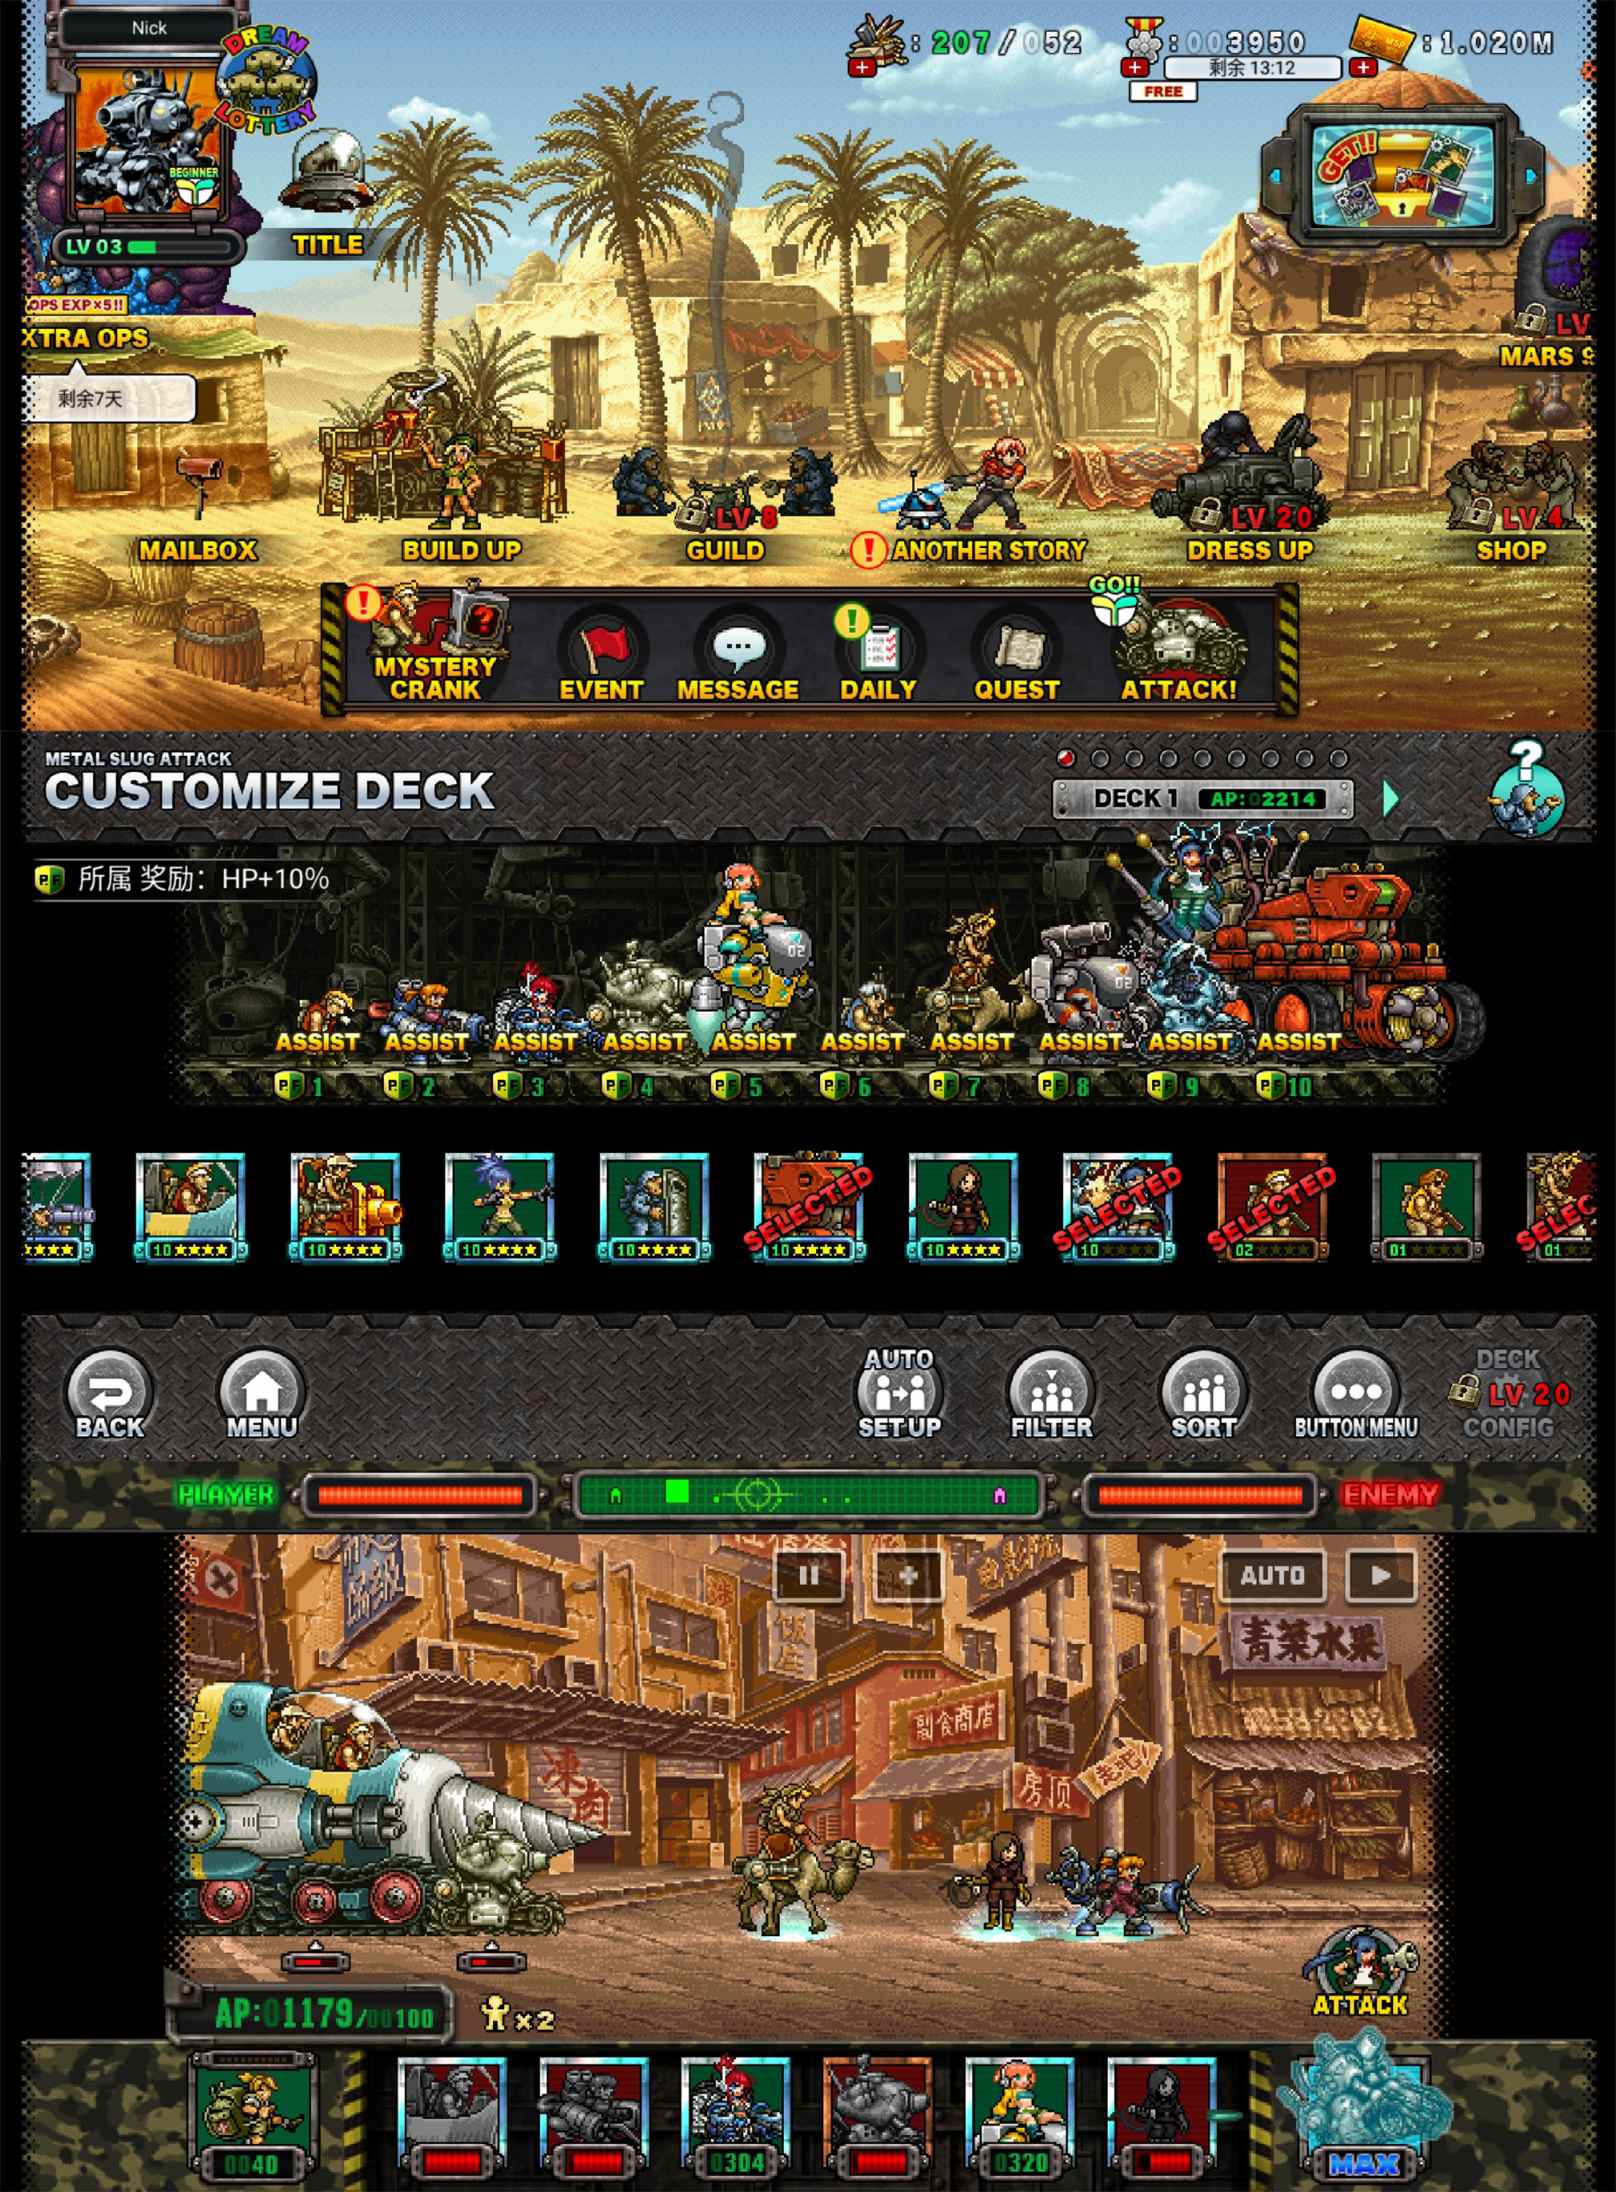 Nick
DREAM
LOTTERY
207/052
:003950
:1.020M
剩余 13:12
FREE
GET!!
BEGINNER
LV 03
TITLE
OPS EXP×5!!
XTRA OPS
剩余7天
LV
MARS
LV 8
LV 20
LV 4
MAILBOX
BUILD UP
GUILD
ANOTHER STORY
DRESS UP
SHOP
GO!!
MYSTERY
CRANK
EVENT
MESSAGE
DAILY
QUEST
ATTACK!
METAL SLUG ATTACK
CUSTOMIZE DECK
DECK 1
AP:02214
P.F 所属 奖励：HP+10%
02
02
ASSIST ASSIST ASSIST ASSIST ASSIST ASSIST ASSIST ASSIST ASSIST ASSIST
P.F 1 P.F 2 P.F 3 P.F 4 P.F 5 P.F 6 P.F 7 P.F 8 P.F 9 P.F 10
SELECTED SELECTED SELECTED SELEC
★★★ 10★★★★ 10★★★★ 10★★★★ 10★★★★ 10★★★★ 10★★★★ 10 02 01 01
BACK
MENU
AUTO
SET UP
FILTER
SORT
BUTTON MENU
DECK
LV 20
CONFIG
PLAYER
ENEMY
AUTO
饭店
青菜水果
副食商店
冻肉
房顶
ATTACK
AP:01179/00100
×2
0040
0304
0320
MAX